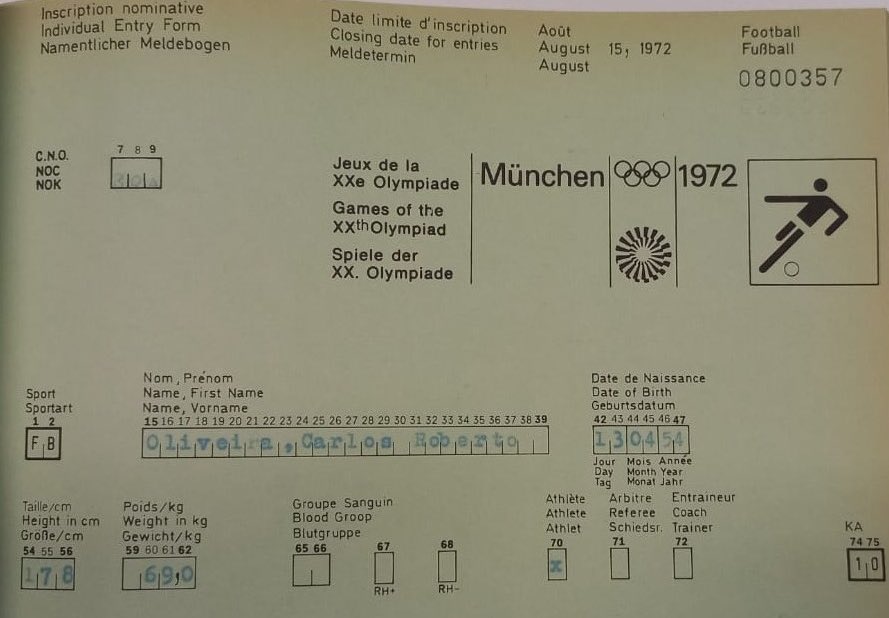 Inscription nominative
Individual Entry Form
Namentlicher Meldebogen
Date limite d'inscription
Closing date for entries
Meldetermin
Août
August 15, 1972
August
Football
Fußball
0800357
C.N.O.
NOC
NOK
7 8 9
Jeux de la
XXe Olympiade
Games of the
XXth Olympiad
Spiele der
XX. Olympiade
München 1972
Sport
Sportart
1 2
FB
Nom, Prénom
Name, First Name
Name, Vorname
15 16 17 18 19 20 21 22 23 24 25 26 27 28 29 30 31 32 33 34 35 36 37 38 39
Oliveira,Carlos Roberto
Date de Naissance
Date of Birth
Geburtsdatum
42 43 44 45 46 47
130454
Jour Mois Année
Day Month Year
Tag Monat Jahr
Taille/cm
Height in cm
Größe/cm
54 55 56
178
Poids/kg
Weight in kg
Gewicht/kg
59 60 61 62
69,0
Groupe Sanguin
Blood Groop
Blutgruppe
65 66
67
RH+
68
RH-
Athlète
Athlete
Athlet
70
x
Arbitre
Referee
Schiedsr.
71
Entraineur
Coach
Trainer
72
KA
74 75
10